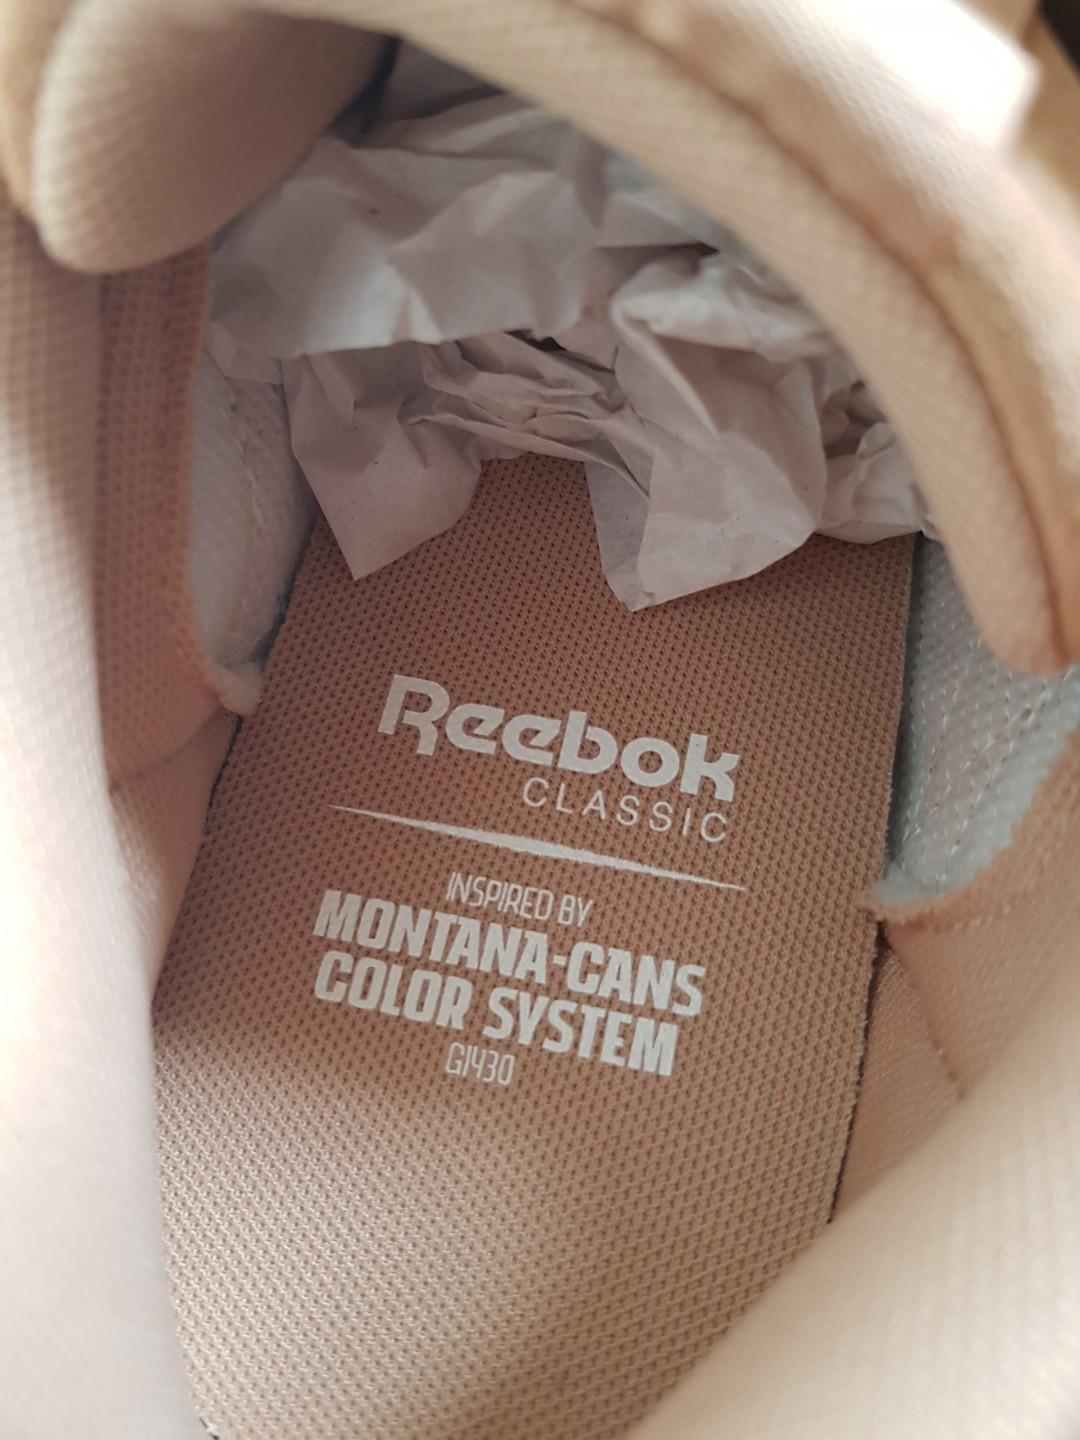 Reebok
CLASSIC
INSPIRED BY
MONTANA-CANS
COLOR SYSTEM
G1430